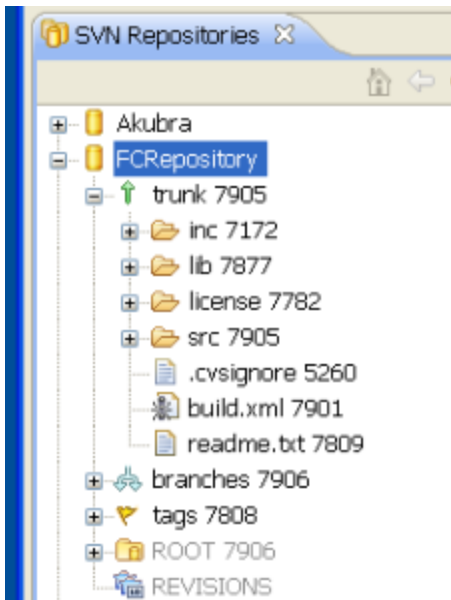 SVN Repositories
Akubra
FCRepository
trunk 7905
inc 7172
lib 7877
license 7782
src 7905
.cvsignore 5260
build.xml 7901
readme.txt 7809
branches 7906
tags 7808
ROOT 7906
REVISIONS